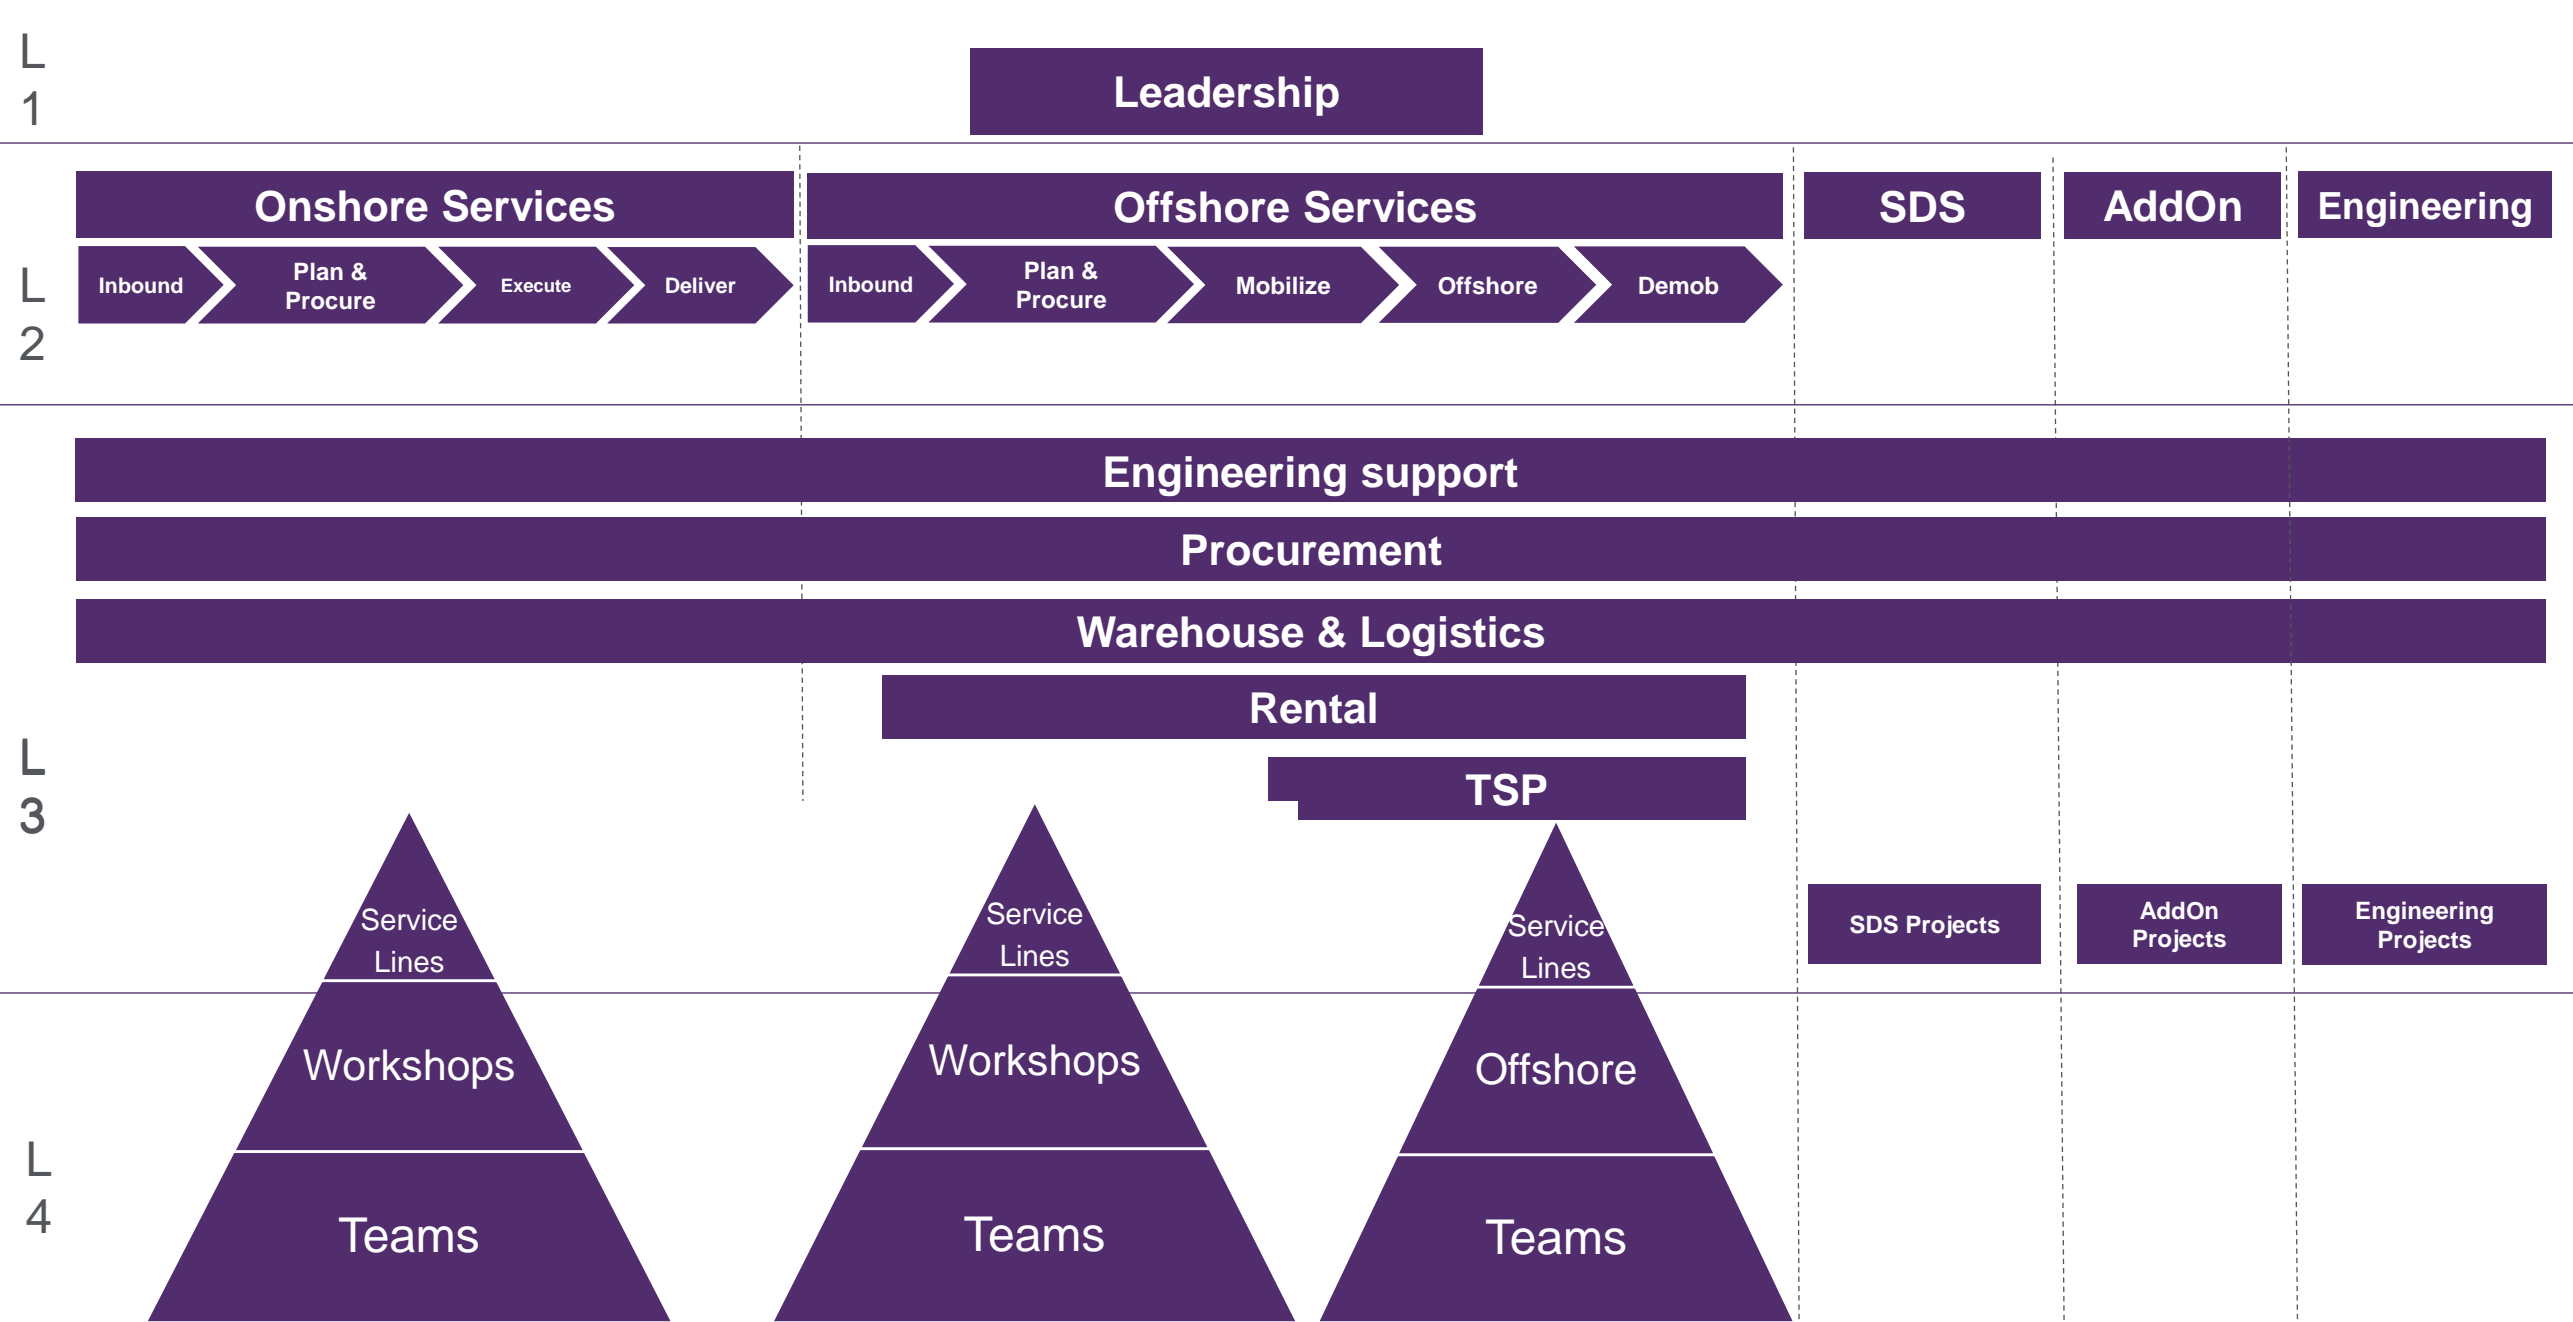 L
1
Leadership
Onshore Services
Offshore Services
SDS
AddOn
Engineering
L
2
Inbound
Plan &
Procure
Execute
Deliver
Inbound
Plan &
Procure
Mobilize
Offshore
Demob
Engineering support
Procurement
Warehouse & Logistics
Rental
L
3
TSP
Service
Lines
Workshops
Teams
Service
Lines
Workshops
Teams
Service
Lines
Offshore
Teams
SDS Projects
AddOn
Projects
Engineering
Projects
L
4